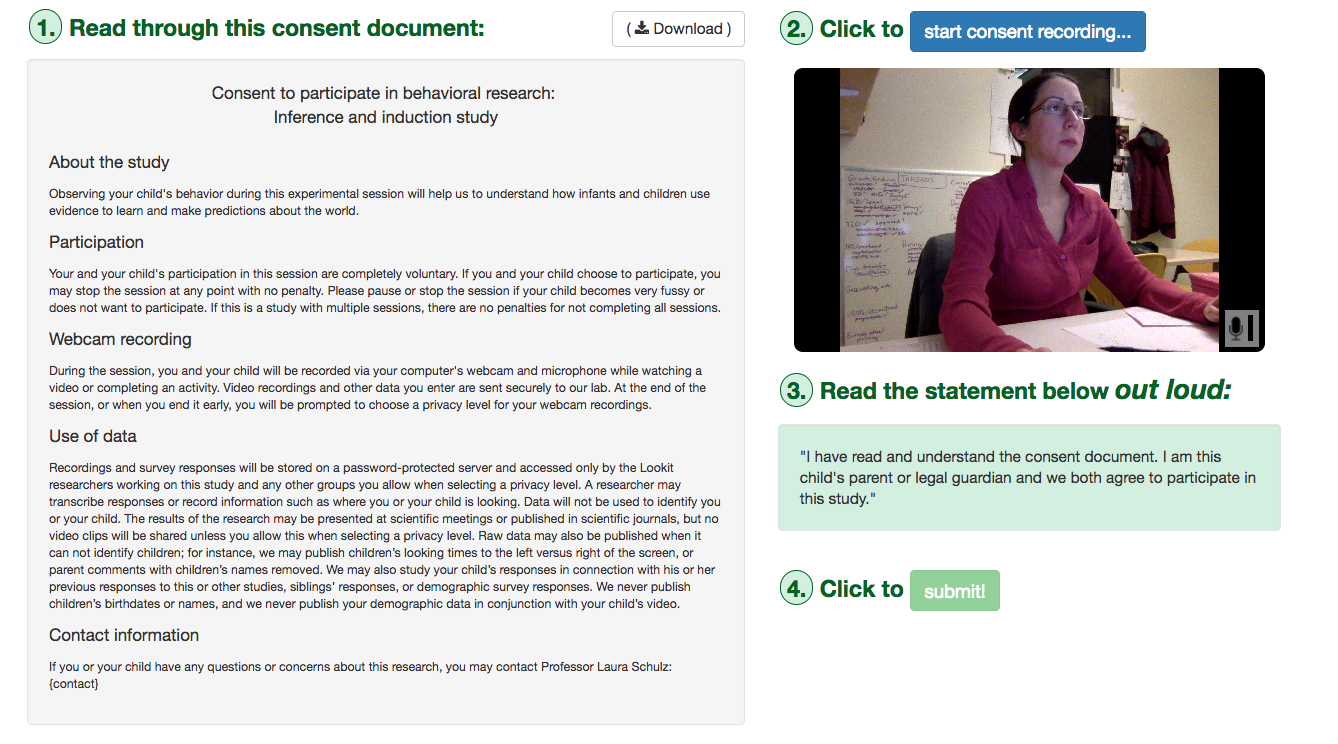 1. Read through this consent document:
( Download )
Consent to participate in behavioral research:
Inference and induction study
About the study
Observing your child's behavior during this experimental session will help us to understand how infants and children use
evidence to learn and make predictions about the world.
Participation
Your and your child's participation in this session are completely voluntary. If you and your child choose to participate, you
may stop the session at any point with no penalty. Please pause or stop the session if your child becomes very fussy or
does not want to participate. If this is a study with multiple sessions, there are no penalties for not completing all sessions.
Webcam recording
During the session, you and your child will be recorded via your computer's webcam and microphone while watching a
video or completing an activity. Video recordings and other data you enter are sent securely to our lab. At the end of the
session, or when you end it early, you will be prompted to choose a privacy level for your webcam recordings.
Use of data
Recordings and survey responses will be stored on a password-protected server and accessed only by the Lookit
researchers working on this study and any other groups you allow when selecting a privacy level. A researcher may
transcribe responses or record information such as where you or your child is looking. Data will not be used to identify you
or your child. The results of the research may be presented at scientific meetings or published in scientific journals, but no
video clips will be shared unless you allow this when selecting a privacy level. Raw data may also be published when it
can not identify children; for instance, we may publish children’s looking times to the left versus right of the screen, or
parent comments with children’s names removed. We may also study your child’s responses in connection with his or her
previous responses to this or other studies, siblings’ responses, or demographic survey responses. We never publish
children’s birthdates or names, and we never publish your demographic data in conjunction with your child’s video.
Contact information
If you or your child have any questions or concerns about this research, you may contact Professor Laura Schulz:
{contact}
2. Click to start consent recording...
THREADS
3. Read the statement below out loud:
"I have read and understand the consent document. I am this
child's parent or legal guardian and we both agree to participate in
this study."
4. Click to submit!